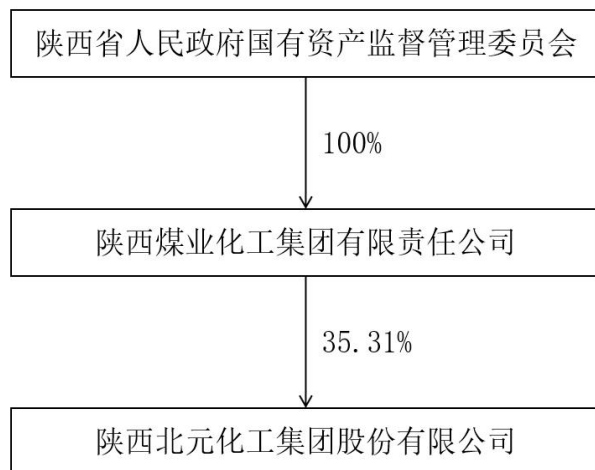 陕西省人民政府国有资产监督管理委员会
100%
陕西煤业化工集团有限责任公司
35.31%
陕西北元化工集团股份有限公司